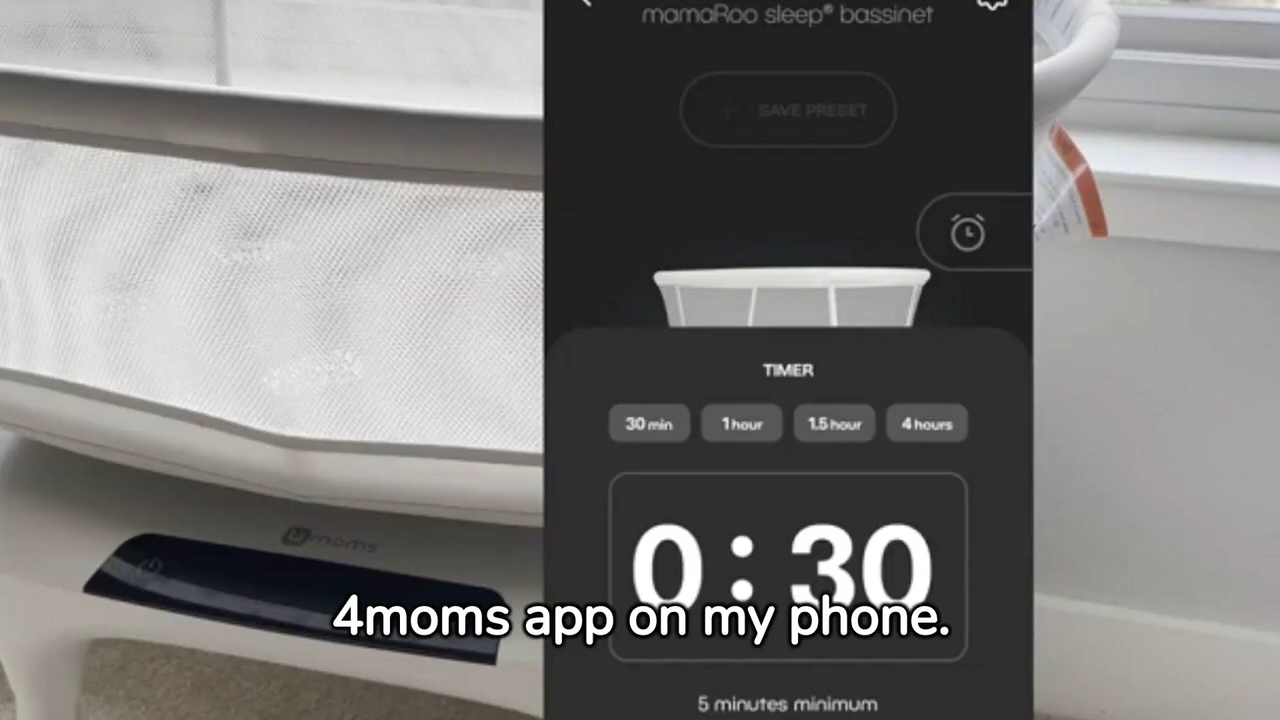 mamaRoo sleep® bassinet
+ SAVE PRESET
TIMER
30 min
1 hour
1.5 hour
4 hours
0:30
4moms
4moms app on my phone.
5 minutes minimum